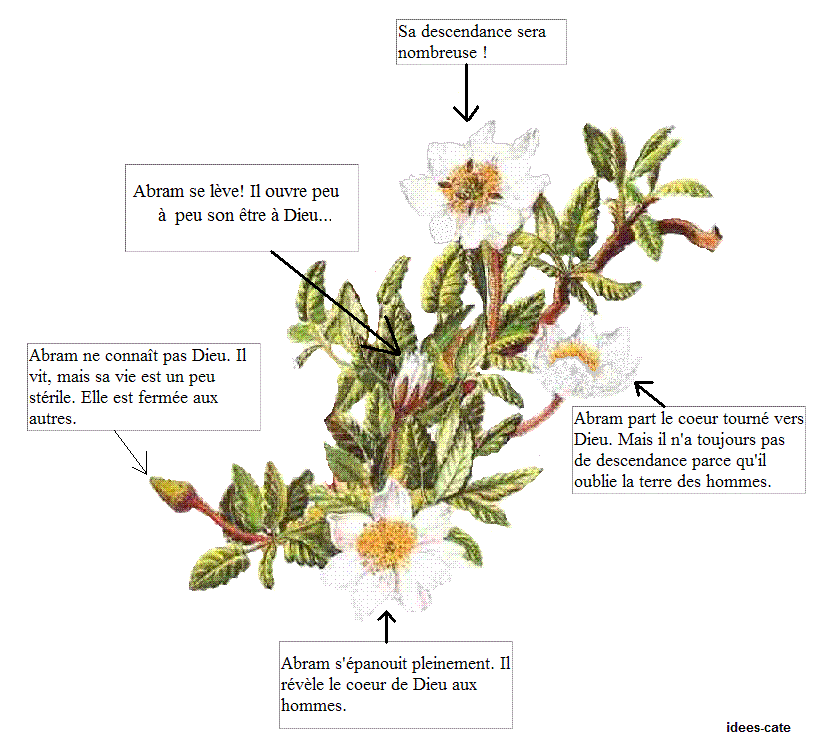 Sa descendance sera
nombreuse !
Abram se lève! Il ouvre peu
à peu son être à Dieu...
Abram ne connaît pas Dieu. Il
vit, mais sa vie est un peu
stérile. Elle est fermée aux
autres.
Abram part le coeur tourné vers
Dieu. Mais il n'a toujours pas
de descendance parce qu'il
oublie la terre des hommes.
Abram s'épanouit pleinement. Il
révèle le coeur de Dieu aux
hommes.
idees-cate